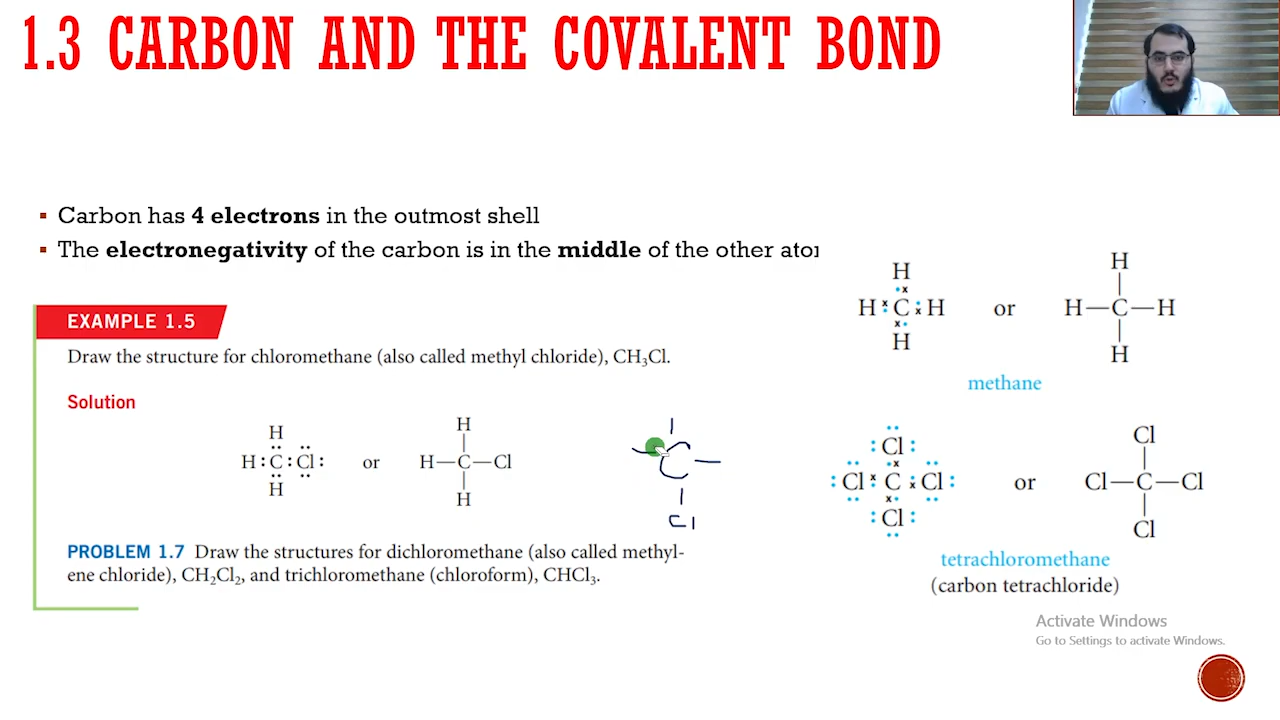 1.3 CARBON AND THE COVALENT BOND
▪ Carbon has 4 electrons in the outmost shell
▪ The electronegativity of the carbon is in the middle of the other
EXAMPLE 1.5
Draw the structure for chloromethane (also called methyl chloride), CH₃Cl.
Solution
H
H:C:Cl:
H
or
H
|
H—C—Cl
|
H
C
Cl
PROBLEM 1.7 Draw the structures for dichloromethane (also called methyl-
ene chloride), CH₂Cl₂, and trichloromethane (chloroform), CHCl₃.
H
H C H
H
or
H
|
H—C—H
|
H
methane
:Cl:
:Cl C Cl:
:Cl:
or
Cl
|
Cl—C—Cl
|
Cl
tetrachloromethane
(carbon tetrachloride)
Activate Windows
Go to Settings to activate Windows.